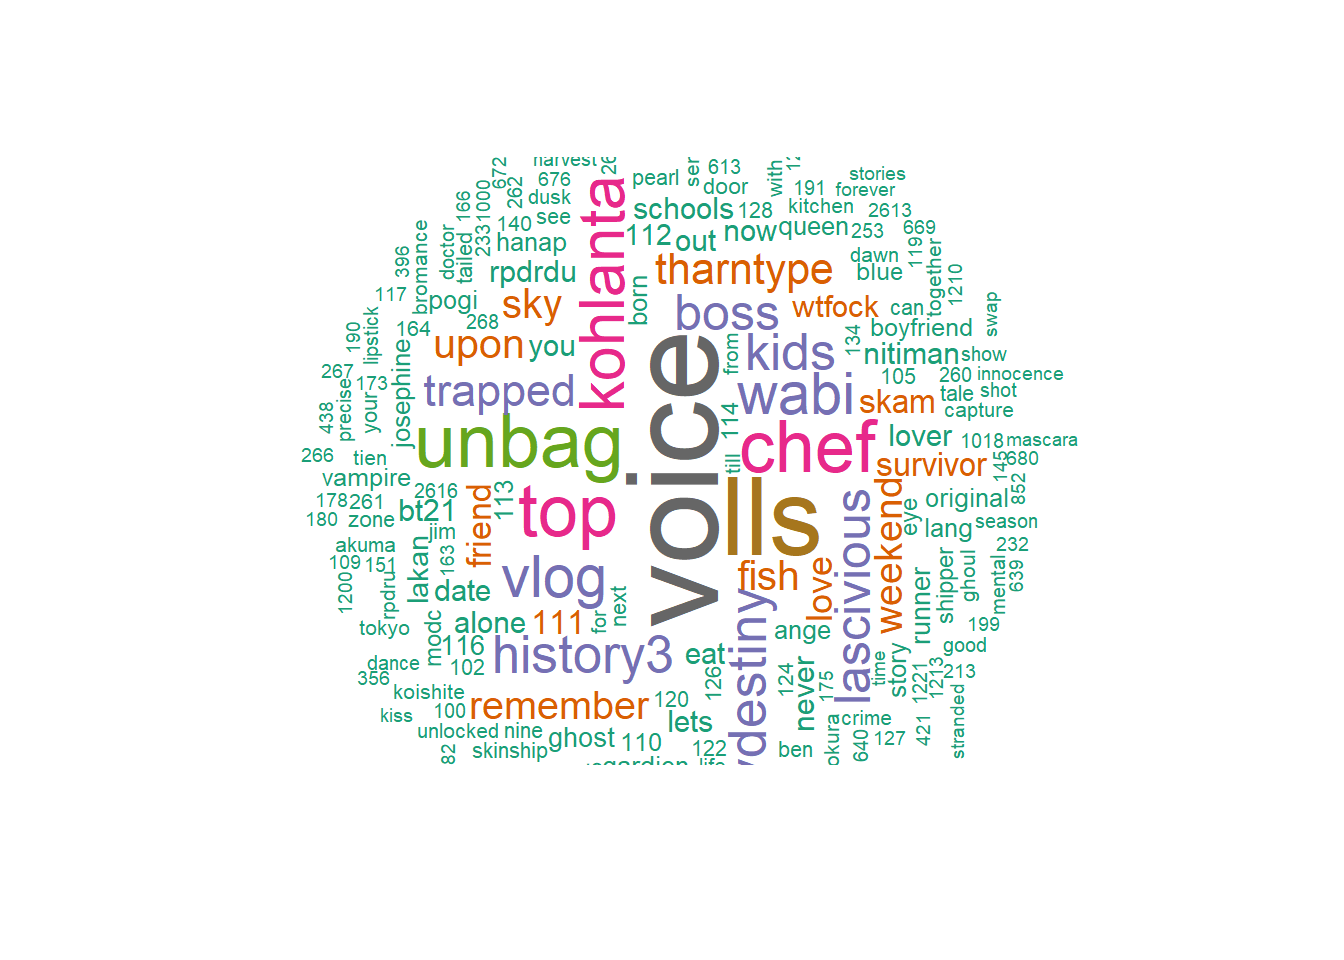 672
harvest
pearl
ser
613
with
stories
676
door
191
forever
262
dusk
schools
128
kitchen
2613
166
2331000
140
see
112
out
now
queen
253
669
hanap
kohlanta
119
396
bromance
doctor
tailed
rpdrdu
tharntype
dawn
blue
together
1210
117
pogi
sky
born
boss
wtfock
can
swap
190
lipstick
164
268
upon
you
from
kids
134
boyfriend
nitiman
show
267
173
josephine
trapped
voice
wabi
105
260
innocence
438
precise
your
skam
tale
shot
capture
unbag
114
chef
lover
1018
mascara
266
tien
till
survivor
145
680
vampire
178
261
2616
113
top
lls
lascivious
weekend
original
852
180
zone
bt21
friend
eye
lang
season
akuma
jim
109
151
163
lakan
vlog
fish
love
shipper
ghoul
mental
232
639
1200
rpdru
date
next
runner
tokyo
modc
alone
111
for
ange
199
116
102
history3
eat
destiny
good
dance
356
124
175
never
time
story
1221
1213
213
koishite
100
remember
120
126
kiss
lets
okura
crime
421
stranded
unlocked
nine
ghost
110
122
ben
640
127
82
skinship
gardien
life